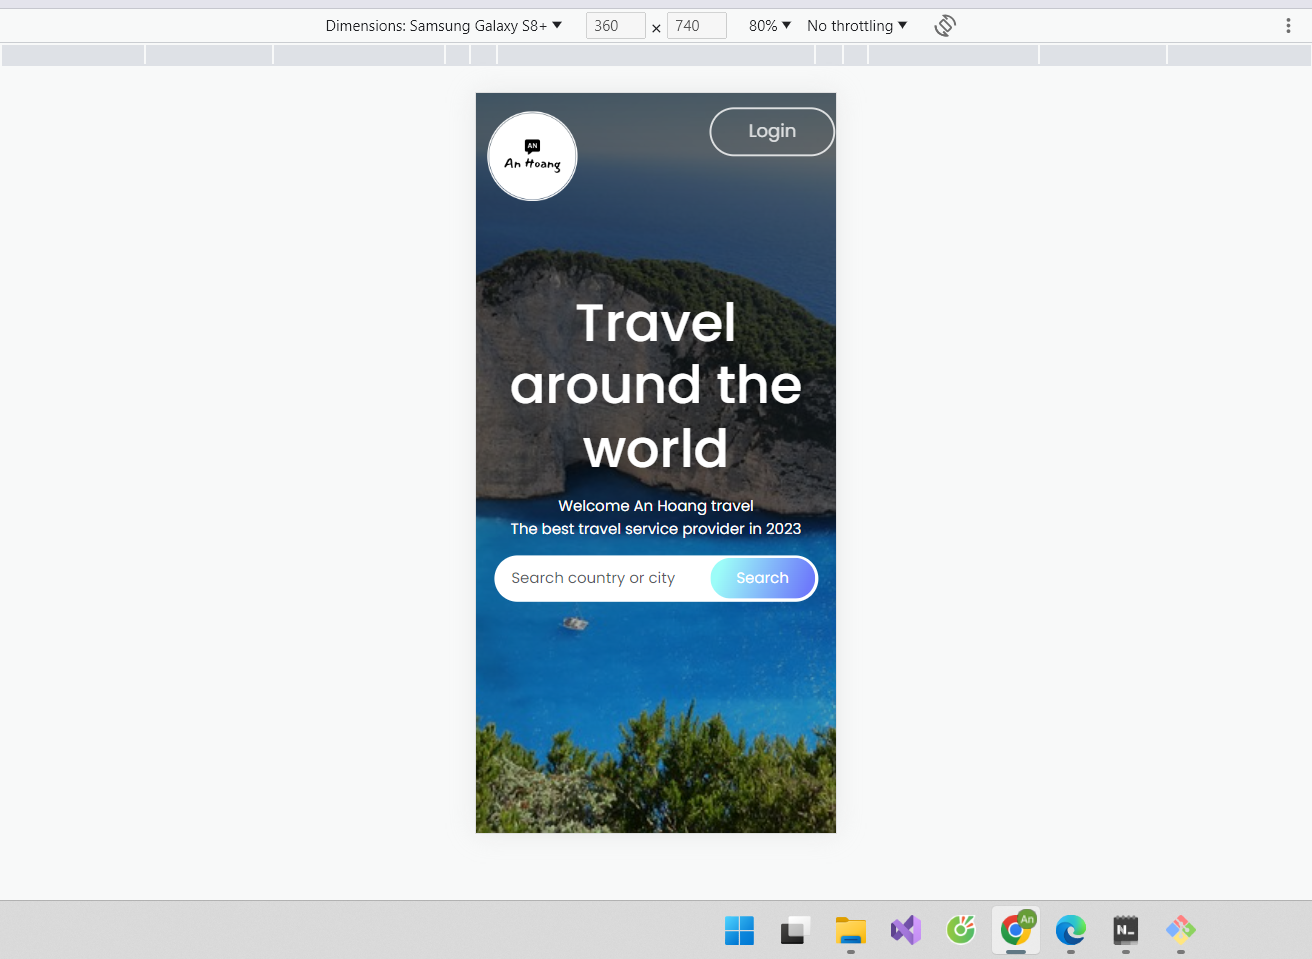 Dimensions: Samsung Galaxy S8+ 360 × 740 80% No throttling
Login
AN
An Hoang
Travel
around the
world
Welcome An Hoang travel
The best travel service provider in 2023
Search country or city Search
An
N